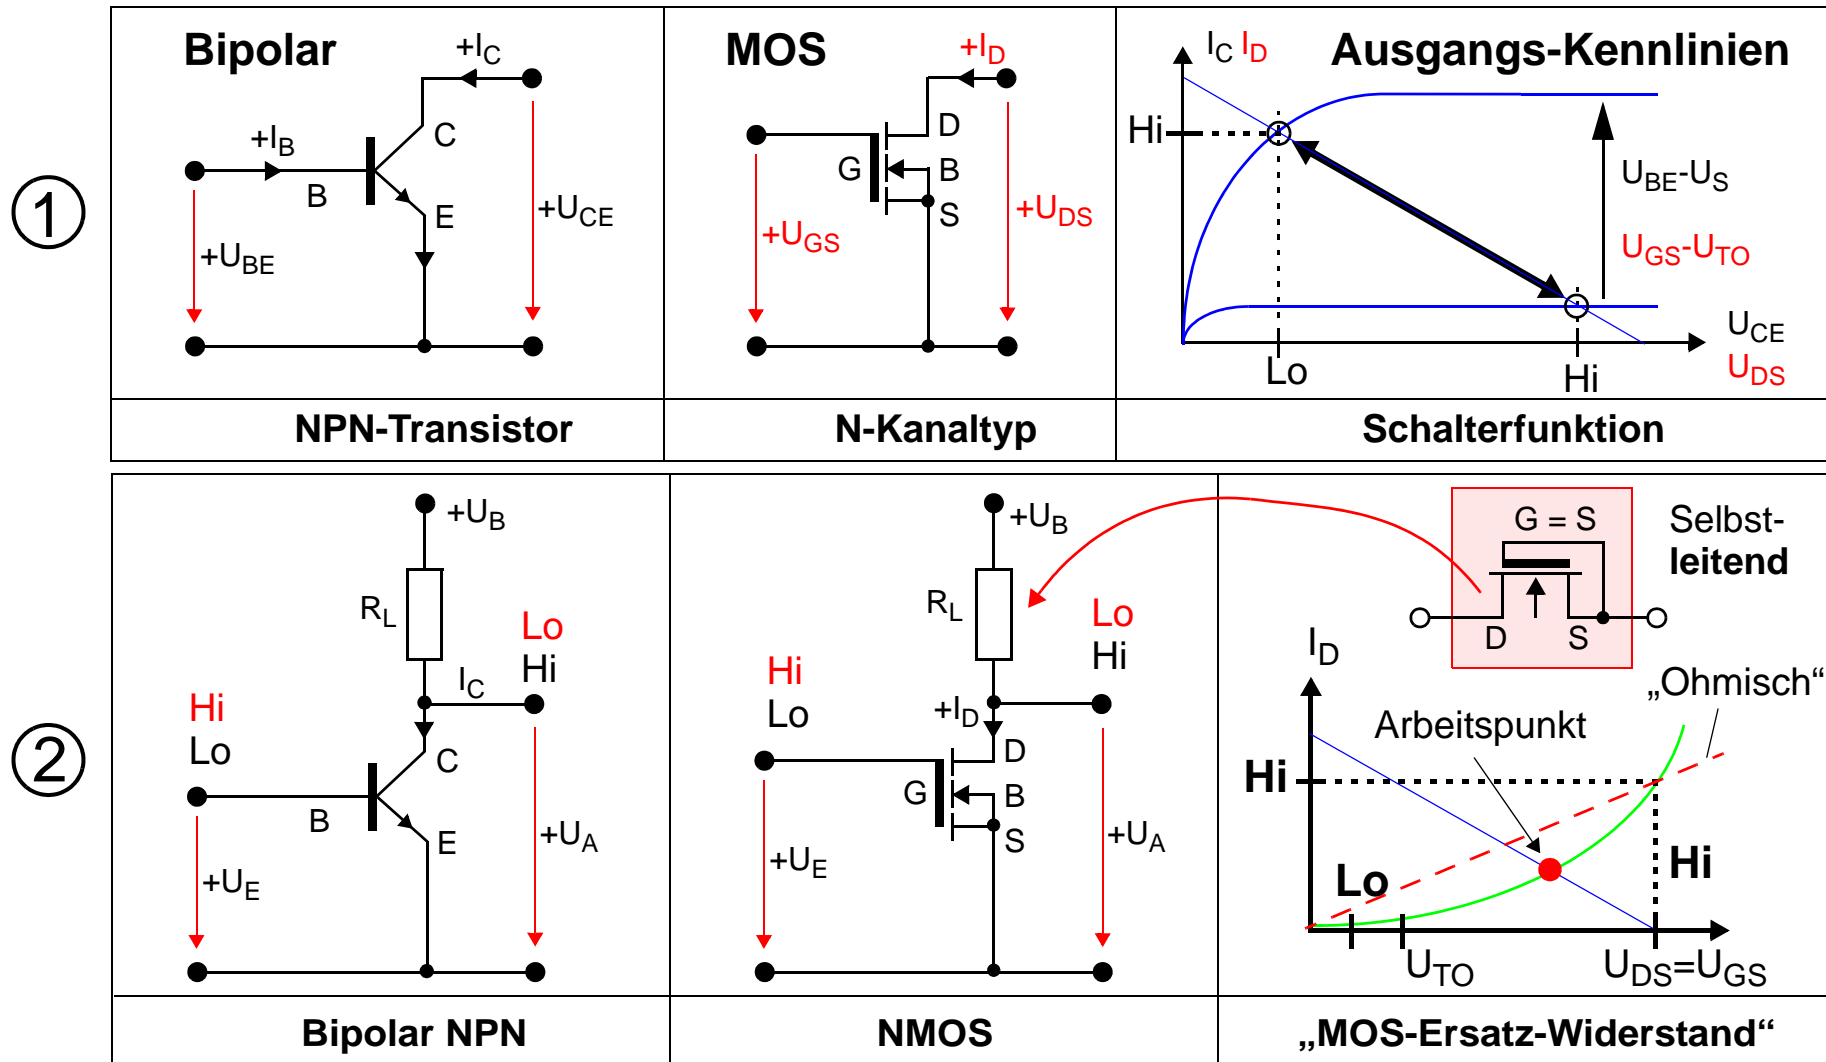 1
Bipolar
+IC
+IB
C
B
E
+UBE
+UCE
NPN-Transistor
MOS
+ID
D
G
B
S
+UGS
+UDS
N-Kanaltyp
IC ID
Ausgangs-Kennlinien
Hi
UBE-US
UGS-UTO
Lo
Hi
UCE
UDS
Schalterfunktion
2
+UB
RL
Lo
Hi
IC
Hi
Lo
C
B
E
+UE
+UA
Bipolar NPN
+UB
RL
Lo
Hi
Hi
Lo
+ID
D
G
B
S
+UE
+UA
NMOS
G = S
D
S
Selbst-
leitend
ID
„Ohmisch“
Arbeitspunkt
Hi
Lo
Hi
UTO
UDS=UGS
„MOS-Ersatz-Widerstand“